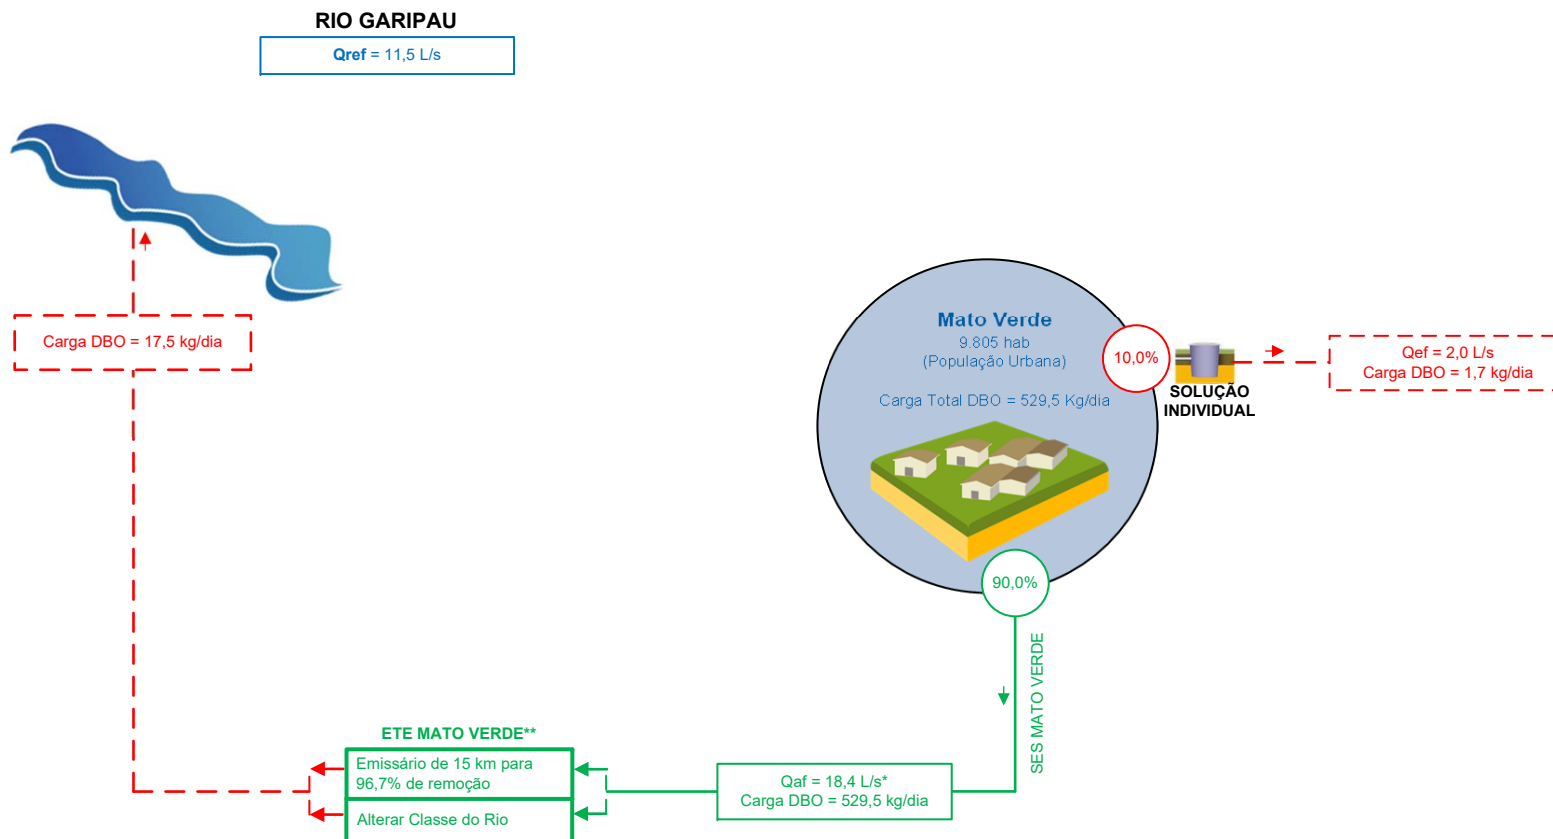 RIO GARIPAU
Qref = 11,5 L/s
Carga DBO = 17,5 kg/dia
Mato Verde
9.805 hab
(População Urbana)
Carga Total DBO = 529,5 Kg/dia
10,0%
SOLUÇÃO
INDIVIDUAL
Qef = 2,0 L/s
Carga DBO = 1,7 kg/dia
90,0%
SES MATO VERDE
ETE MATO VERDE**
Emissário de 15 km para
96,7% de remoção
Alterar Classe do Rio
Qaf = 18,4 L/s*
Carga DBO = 529,5 kg/dia